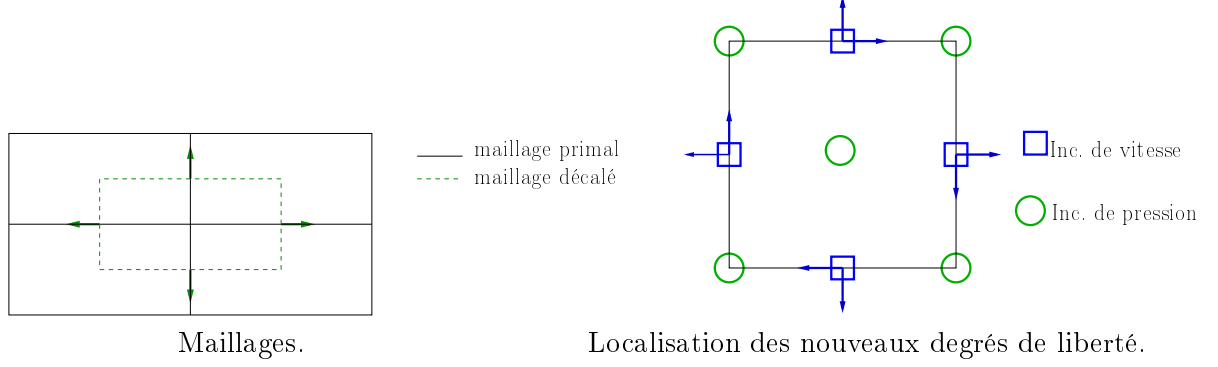 maillage primal
maillage décalé
Inc. de vitesse
Inc. de pression
Maillages.
Localisation des nouveaux degrés de liberté.